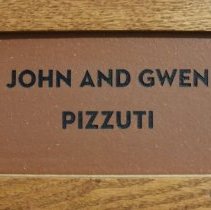 JOHN AND GWEN
PIZZUTI